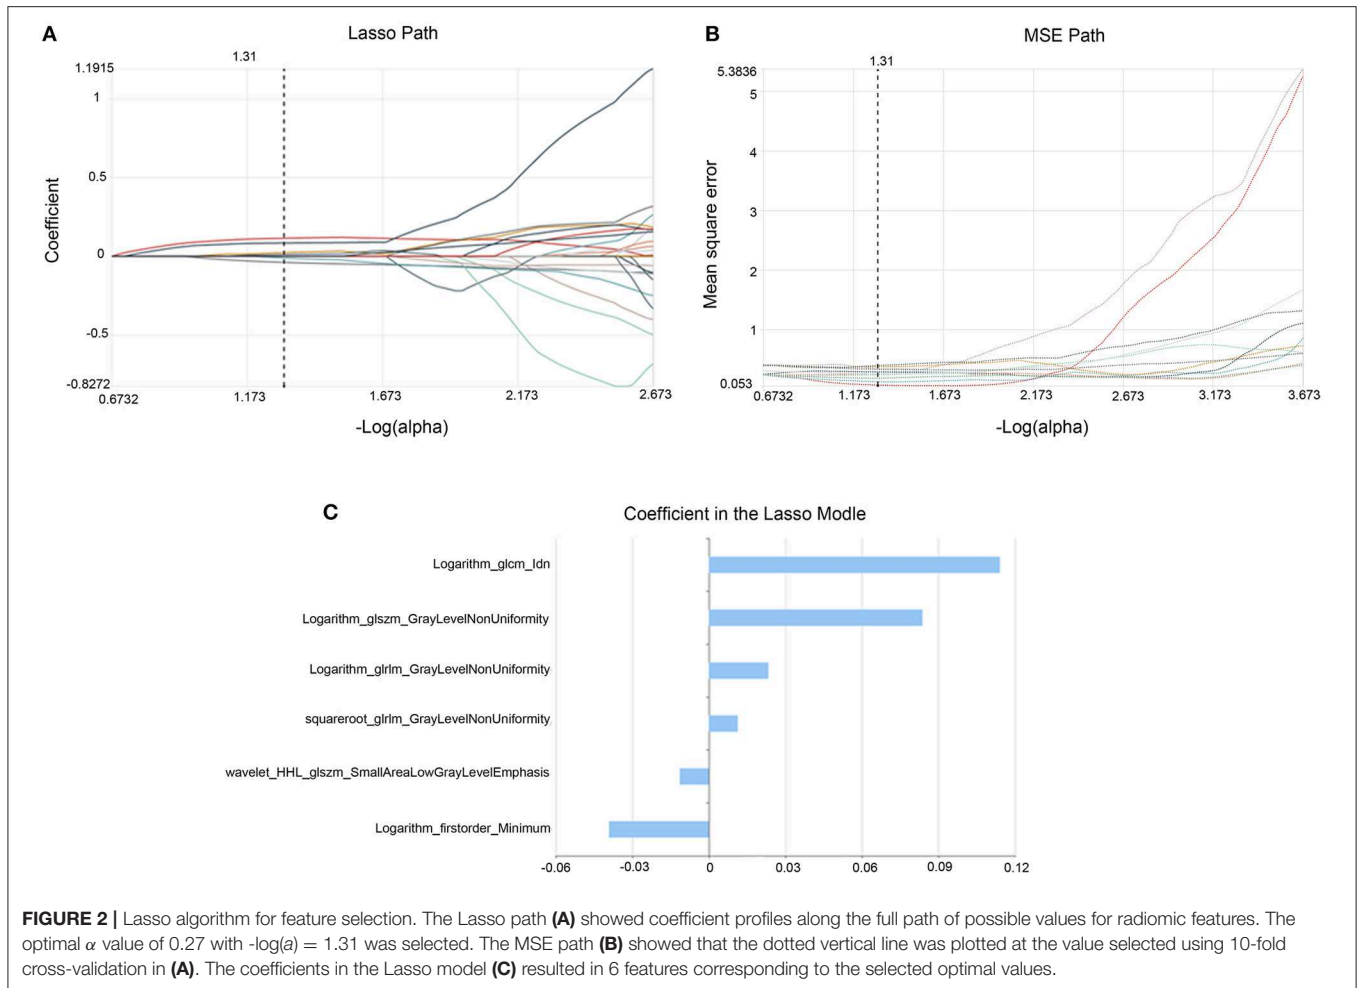 A
Lasso Path
1.31
1.1915
1
0.5
0
-0.5
-0.8272
Coefficient
0.6732 1.173 1.673 2.173 2.673
-Log(alpha)
B
MSE Path
1.31
5.3836
5
4
3
2
1
0.053
Mean square error
0.6732 1.173 1.673 2.173 2.673 3.173 3.673
-Log(alpha)
C
Coefficient in the Lasso Modle
Logarithm_glcm_Idn
Logarithm_glszm_GrayLevelNonUniformity
Logarithm_glrlm_GrayLevelNonUniformity
squareroot_glrlm_GrayLevelNonUniformity
wavelet_HHL_glszm_SmallAreaLowGrayLevelEmphasis
Logarithm_firstorder_Minimum
-0.06 -0.03 0 0.03 0.06 0.09 0.12
FIGURE 2 | Lasso algorithm for feature selection. The Lasso path (A) showed coefficient profiles along the full path of possible values for radiomic features. The
optimal α value of 0.27 with -log(a) = 1.31 was selected. The MSE path (B) showed that the dotted vertical line was plotted at the value selected using 10-fold
cross-validation in (A). The coefficients in the Lasso model (C) resulted in 6 features corresponding to the selected optimal values.